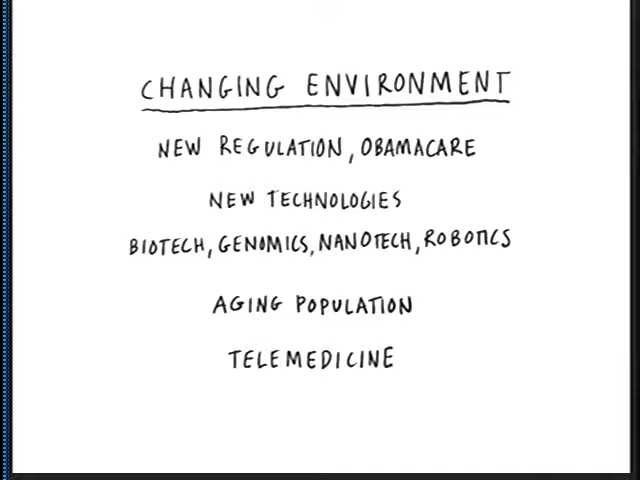 CHANGING ENVIRONMENT
NEW REGULATION, OBAMACARE
NEW TECHNOLOGIES
BIOTECH, GENOMICS, NANOTECH, ROBOTICS
AGING POPULATION
TELEMEDICINE